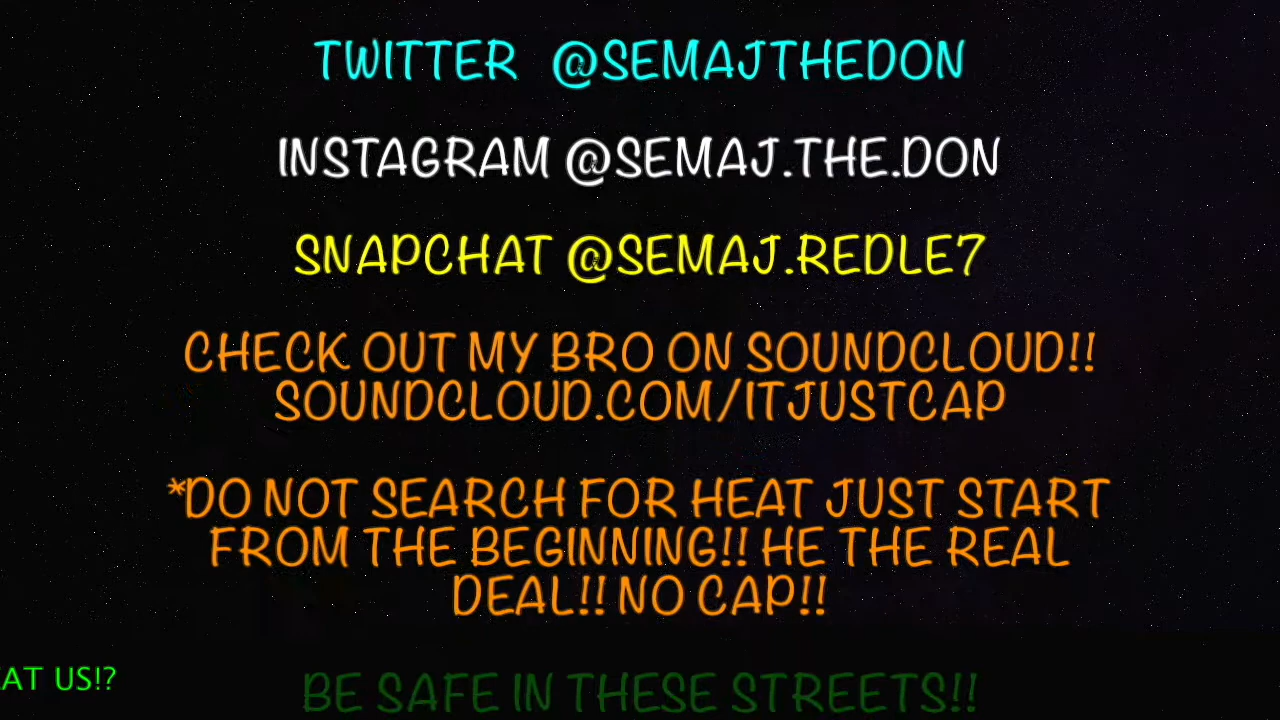 TWITTER @SEMAJTHEDON
INSTAGRAM @SEMAJ.THE.DON
SNAPCHAT @SEMAJ.REDLE7
CHECK OUT MY BRO ON SOUNDCLOUD!!
SOUNDCLOUD.COM/ITJUSTCAP
*DO NOT SEARCH FOR HEAT JUST START
FROM THE BEGINNING!! HE THE REAL
DEAL!! NO CAP!!
US!?
BE SAFE IN THESE STREETS!!